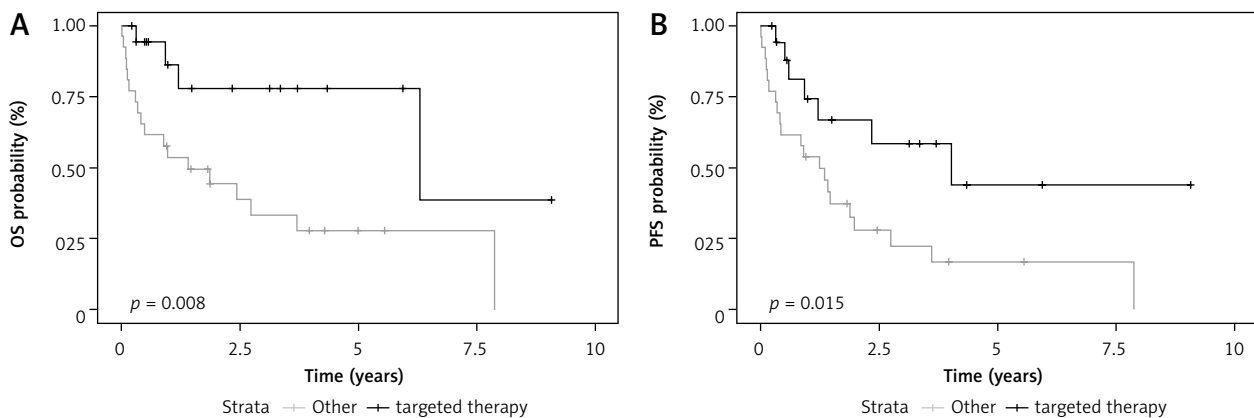 A
OS probability (%)
1.00
0.75
0.50
025
0
p = 0.008
0 2.5 5 7.5 10
Time (years)
Strata Other targeted therapy
B
PFS probability (%)
1.00
0.75
0.50
025
0
p = 0.015
0 2.5 5 7.5 10
Time (years)
Strata Other targeted therapy